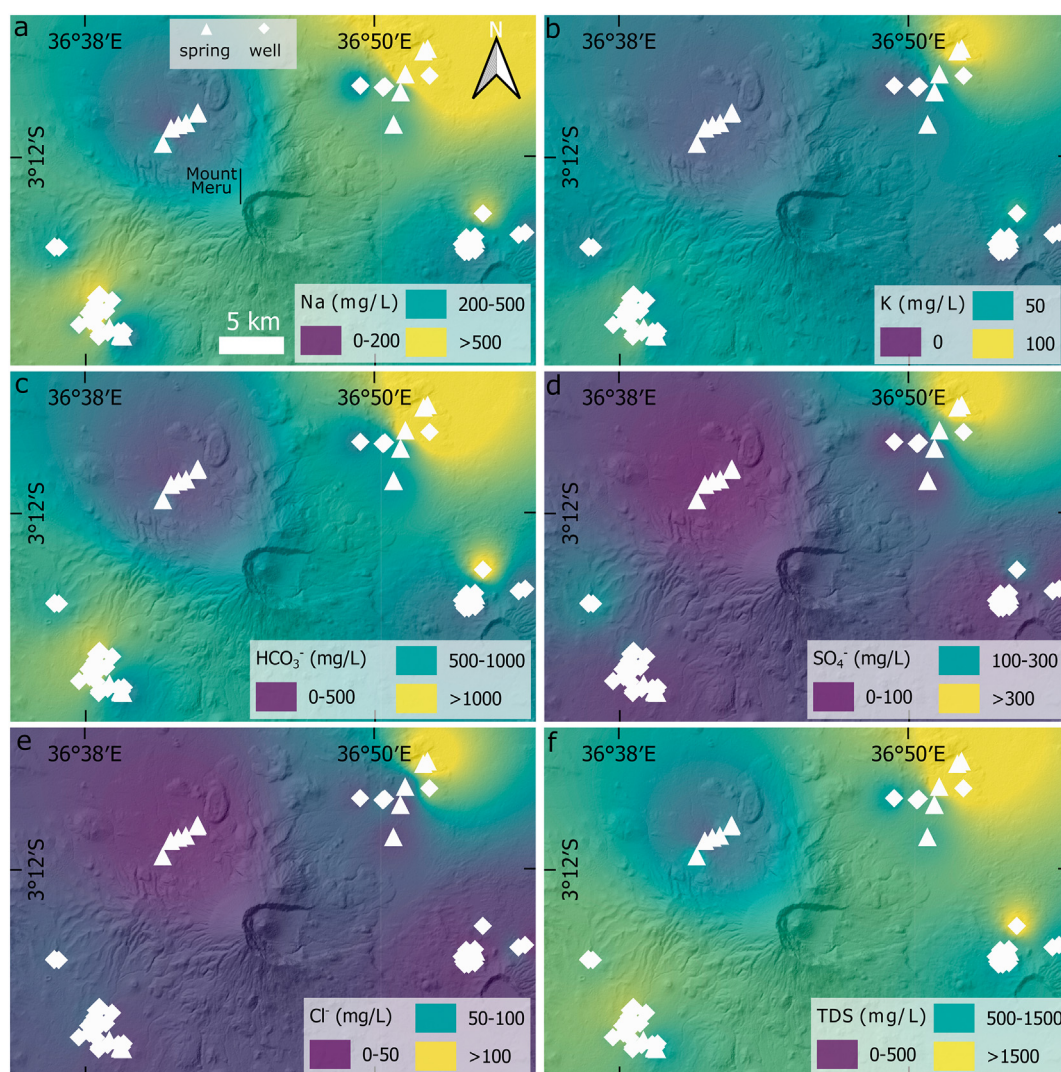 a
36°38′E
spring
well
36°50′E
N
3°12′S
Mount
Meru
5 km
Na (mg/L)
0-200
200-500
>500
b
36°38′E
36°50′E
3°12′S
K (mg/L)
0
50
100
c
36°38′E
36°50′E
3°12′S
HCO₃⁻ (mg/L)
0-500
500-1000
>1000
d
36°38′E
36°50′E
3°12′S
SO₄⁻ (mg/L)
0-100
100-300
>300
e
36°38′E
36°50′E
3°12′S
Cl⁻ (mg/L)
0-50
50-100
>100
f
36°38′E
36°50′E
3°12′S
TDS (mg/L)
0-500
500-1500
>1500